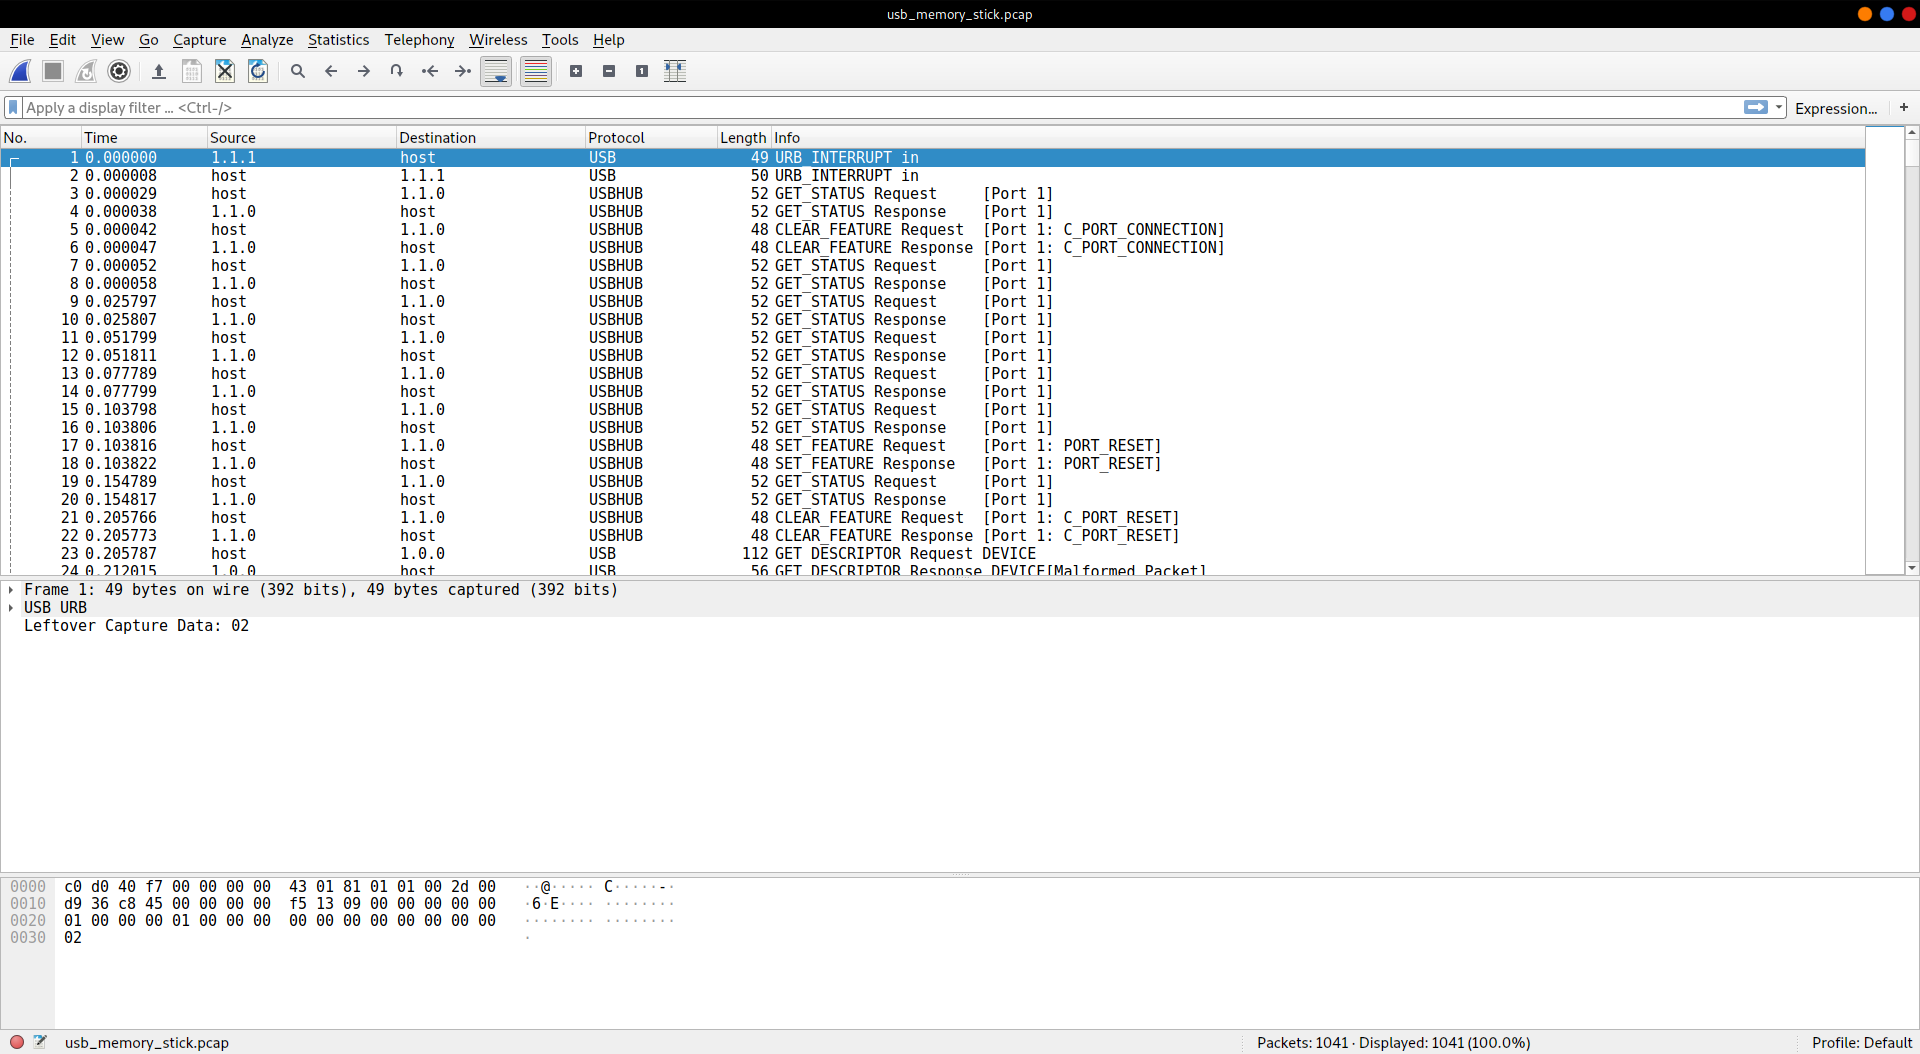 usb_memory_stick.pcap
File Edit View Go Capture Analyze Statistics Telephony Wireless Tools Help
Apply a display filter ... <Ctrl-/> Expression... +
No. Time Source Destination Protocol Length Info
1 0.000000 1.1.1 host USB 49 URB_INTERRUPT in
2 0.000008 host 1.1.1 USB 50 URB_INTERRUPT in
3 0.000029 host 1.1.0 USBHUB 52 GET_STATUS Request [Port 1]
4 0.000038 1.1.0 host USBHUB 52 GET_STATUS Response [Port 1]
5 0.000042 host 1.1.0 USBHUB 48 CLEAR_FEATURE Request [Port 1: C_PORT_CONNECTION]
6 0.000047 1.1.0 host USBHUB 48 CLEAR_FEATURE Response [Port 1: C_PORT_CONNECTION]
7 0.000052 host 1.1.0 USBHUB 52 GET_STATUS Request [Port 1]
8 0.000058 1.1.0 host USBHUB 52 GET_STATUS Response [Port 1]
9 0.025797 host 1.1.0 USBHUB 52 GET_STATUS Request [Port 1]
10 0.025807 1.1.0 host USBHUB 52 GET_STATUS Response [Port 1]
11 0.051799 host 1.1.0 USBHUB 52 GET_STATUS Request [Port 1]
12 0.051811 1.1.0 host USBHUB 52 GET_STATUS Response [Port 1]
13 0.077789 host 1.1.0 USBHUB 52 GET_STATUS Request [Port 1]
14 0.077799 1.1.0 host USBHUB 52 GET_STATUS Response [Port 1]
15 0.103798 host 1.1.0 USBHUB 52 GET_STATUS Request [Port 1]
16 0.103806 1.1.0 host USBHUB 52 GET_STATUS Response [Port 1]
17 0.103816 host 1.1.0 USBHUB 48 SET_FEATURE Request [Port 1: PORT_RESET]
18 0.103822 1.1.0 host USBHUB 48 SET_FEATURE Response [Port 1: PORT_RESET]
19 0.154789 host 1.1.0 USBHUB 52 GET_STATUS Request [Port 1]
20 0.154817 1.1.0 host USBHUB 52 GET_STATUS Response [Port 1]
21 0.205766 host 1.1.0 USBHUB 48 CLEAR_FEATURE Request [Port 1: C_PORT_RESET]
22 0.205773 1.1.0 host USBHUB 48 CLEAR_FEATURE Response [Port 1: C_PORT_RESET]
23 0.205787 host 1.0.0 USB 112 GET DESCRIPTOR Request DEVICE
24 0.212015 1.0.0 host USB 56 GET DESCRIPTOR Response DEVICE[Malformed Packet]
Frame 1: 49 bytes on wire (392 bits), 49 bytes captured (392 bits)
USB URB
Leftover Capture Data: 02
0000 c0 d0 40 f7 00 00 00 00 43 01 81 01 01 00 2d 00 ··@····· C·····-·
0010 d9 36 c8 45 00 00 00 00 f5 13 09 00 00 00 00 00 ·6·E···· ········
0020 01 00 00 00 01 00 00 00 00 00 00 00 00 00 00 00 ········ ········
0030 02 ·
usb_memory_stick.pcap Packets: 1041 · Displayed: 1041 (100.0%) Profile: Default